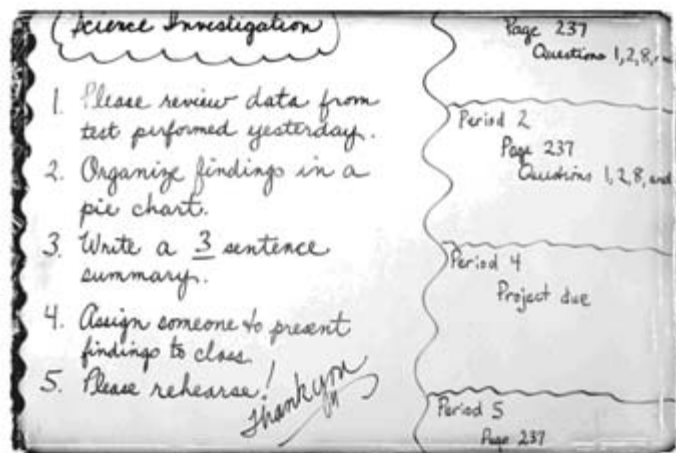 Science Investigation
1. Please review data from
test performed yesterday.
2. Organize findings in a
pie chart.
3. Write a 3 sentence
summary.
4. Assign someone to present
findings to class.
5. Please rehearse!
Thank you
Page 237
Questions 1, 2, 8,
Period 2
Page 237
Questions 1, 2, 8, and
Period 4
Project due
Period 5
Page 237